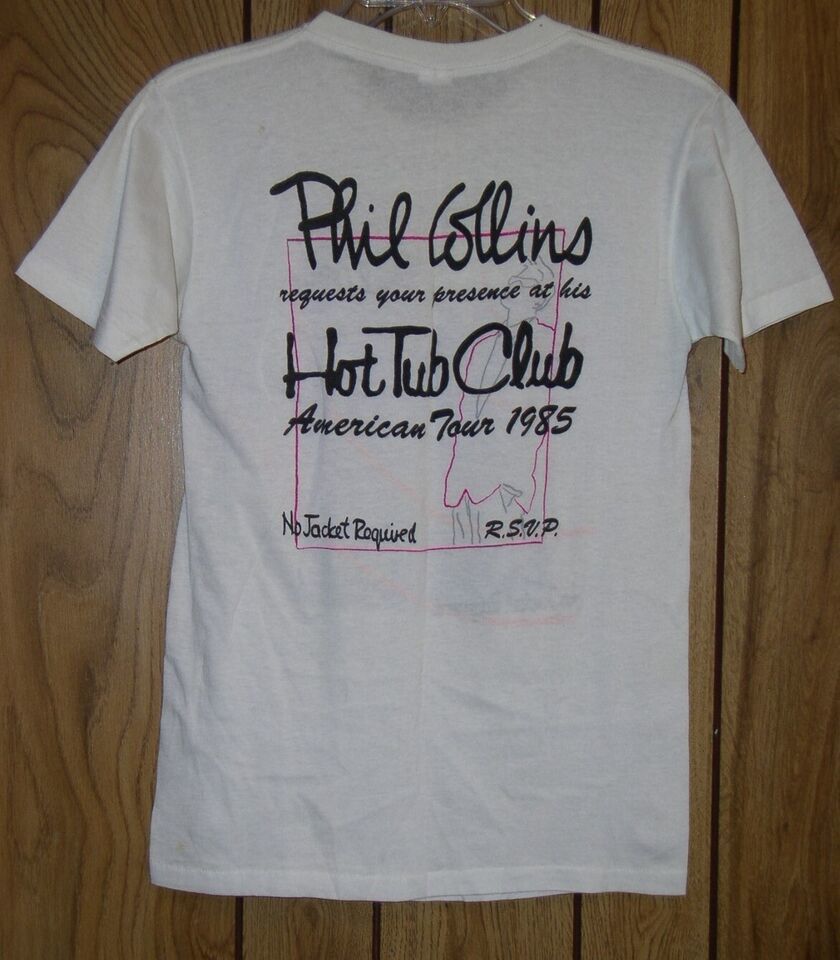 Phil Collins
requests your presence at his
Hot Tub Club
American Tour 1985
No Jacket Required R.S.V.P.